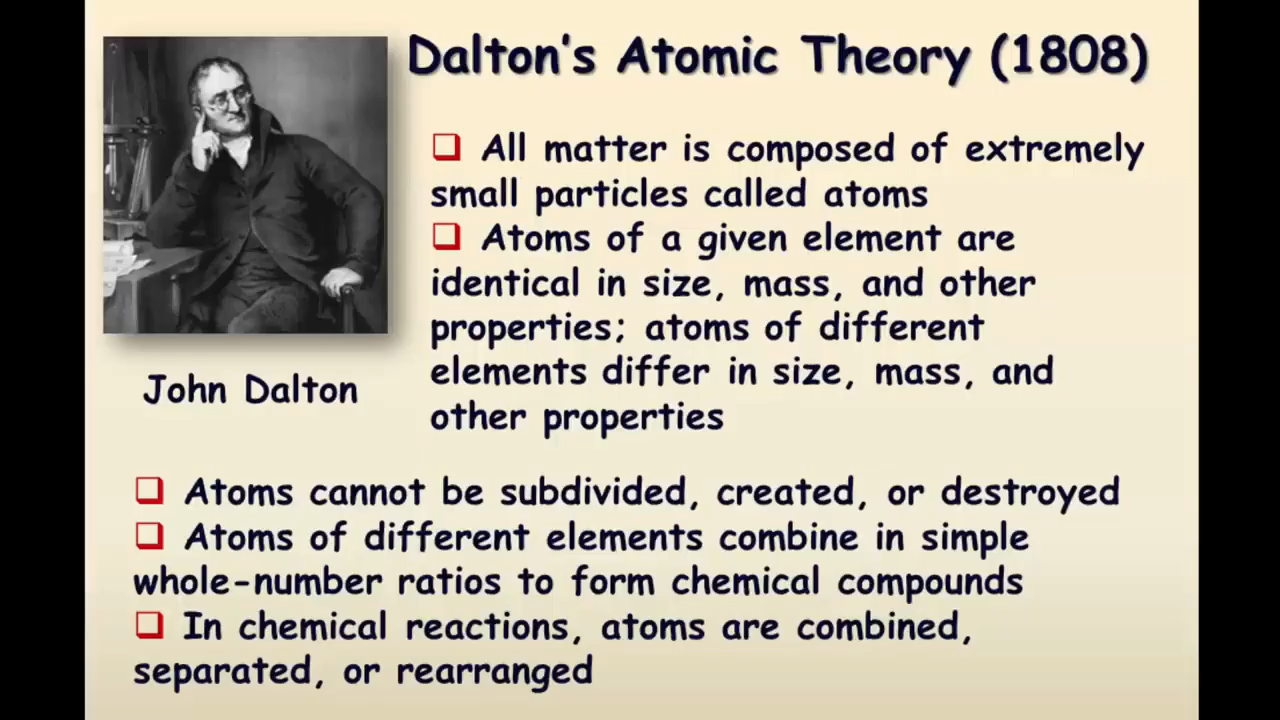 Dalton's Atomic Theory (1808)
❑ All matter is composed of extremely
small particles called atoms
❑ Atoms of a given element are
identical in size, mass, and other
properties; atoms of different
elements differ in size, mass, and
other properties
John Dalton
❑ Atoms cannot be subdivided, created, or destroyed
❑ Atoms of different elements combine in simple
whole-number ratios to form chemical compounds
❑ In chemical reactions, atoms are combined,
separated, or rearranged